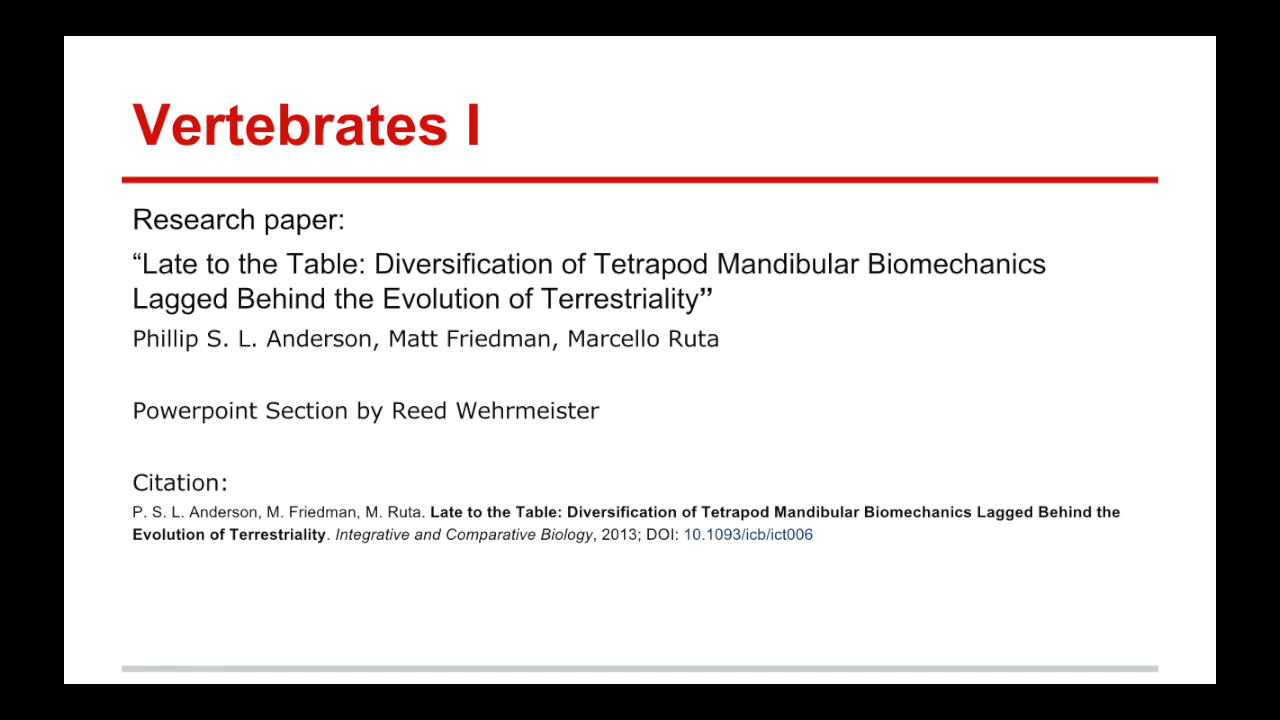 Vertebrates I
Research paper:
“Late to the Table: Diversification of Tetrapod Mandibular Biomechanics
Lagged Behind the Evolution of Terrestriality”
Phillip S. L. Anderson, Matt Friedman, Marcello Ruta
Powerpoint Section by Reed Wehrmeister
Citation:
P. S. L. Anderson, M. Friedman, M. Ruta. Late to the Table: Diversification of Tetrapod Mandibular Biomechanics Lagged Behind the
Evolution of Terrestriality. Integrative and Comparative Biology, 2013; DOI: 10.1093/icb/ict006